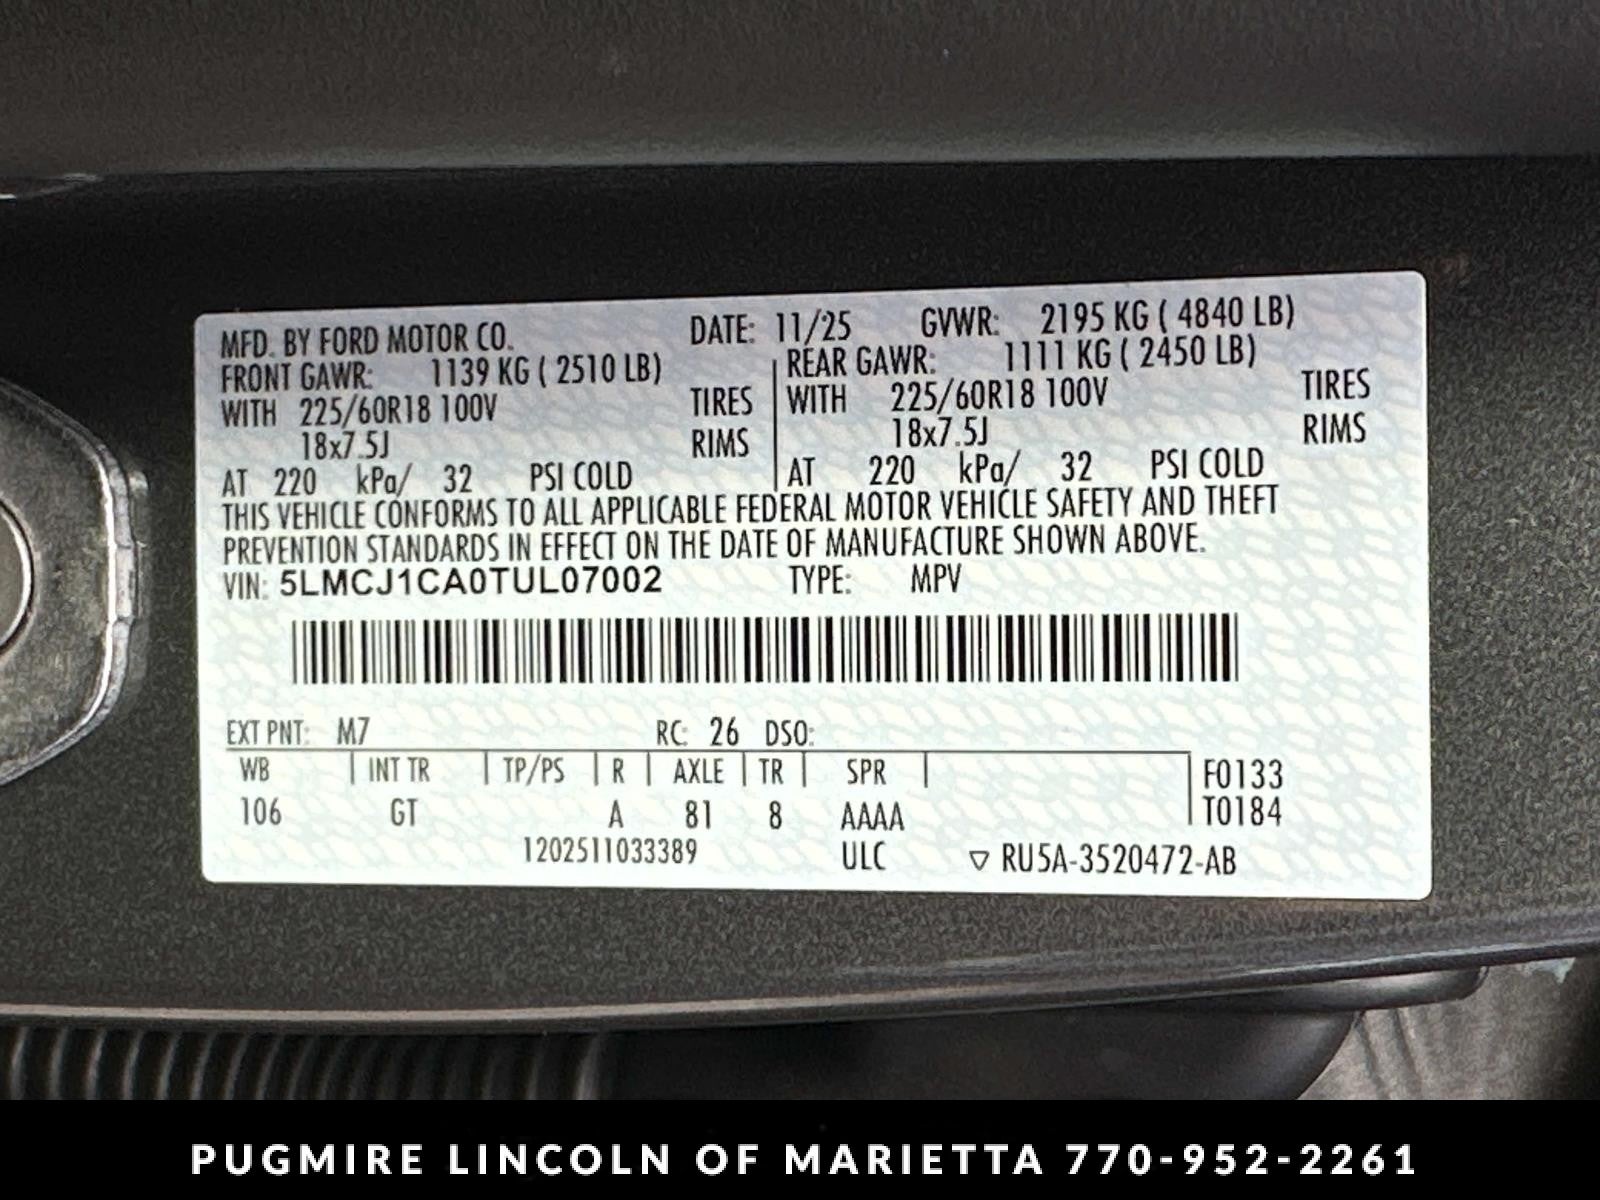 MFD. BY FORD MOTOR CO. DATE: 11/25 GVWR: 2195 KG ( 4840 LB)
FRONT GAWR: 1139 KG ( 2510 LB) REAR GAWR: 1111 KG ( 2450 LB)
WITH 225/60R18 100V TIRES WITH 225/60R18 100V TIRES
18x7.5J RIMS 18x7.5J RIMS
AT 220 kPa/ 32 PSI COLD AT 220 kPa/ 32 PSI COLD
THIS VEHICLE CONFORMS TO ALL APPLICABLE FEDERAL MOTOR VEHICLE SAFETY AND THEFT
PREVENTION STANDARDS IN EFFECT ON THE DATE OF MANUFACTURE SHOWN ABOVE.
VIN: 5LMCJ1CA0TUL07002 TYPE: MPV
EXT PNT: M7 RC: 26 DSO:
WB INT TR TP/PS R AXLE TR SPR F0133
106 GT A 81 8 AAAA T0184
1202511033389 ULC ▽ RU5A-3520472-AB
PUGMIRE LINCOLN OF MARIETTA 770-952-2261